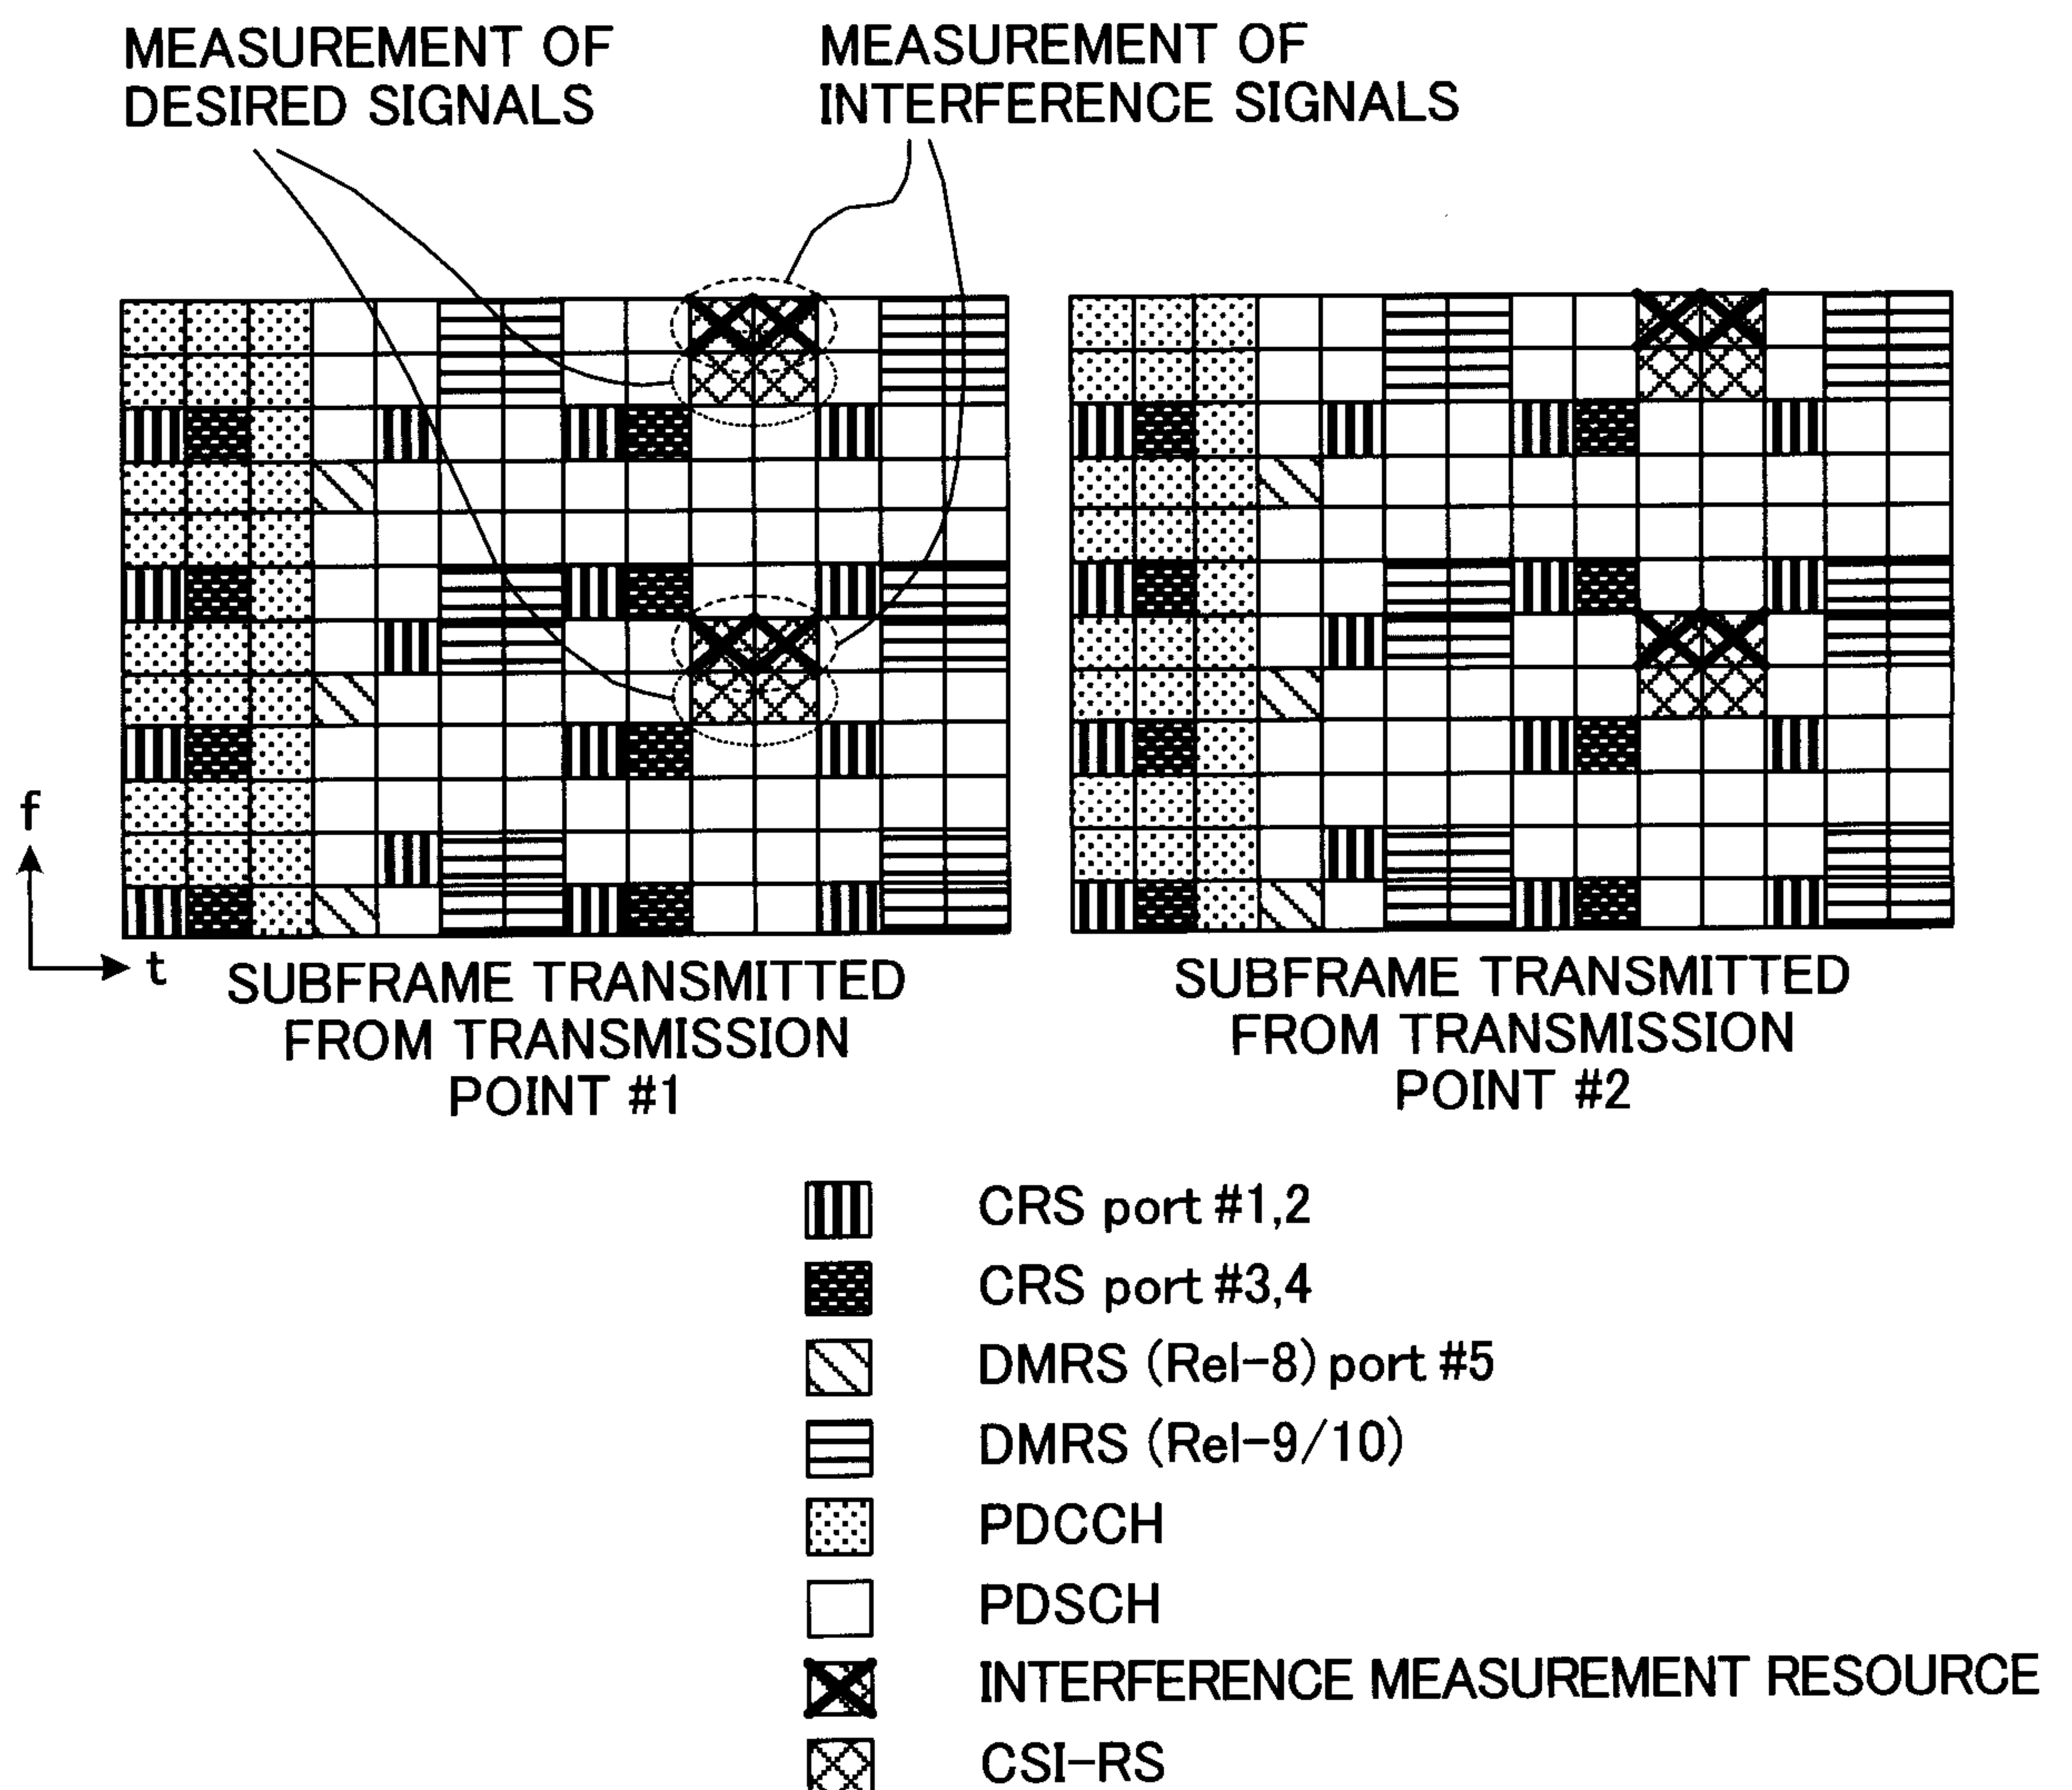 MEASUREMENT OF
DESIRED SIGNALS
MEASUREMENT OF
INTERFERENCE SIGNALS
f
t
SUBFRAME TRANSMITTED
FROM TRANSMISSION
POINT #1
SUBFRAME TRANSMITTED
FROM TRANSMISSION
POINT #2
CRS port #1,2
CRS port #3,4
DMRS (Rel-8) port #5
DMRS (Rel-9/10)
PDCCH
PDSCH
INTERFERENCE MEASUREMENT RESOURCE
CSI-RS